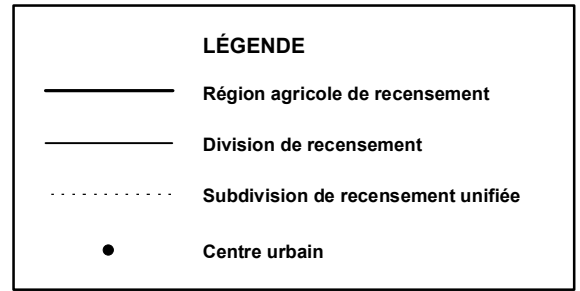 LÉGENDE
Région agricole de recensement
Division de recensement
Subdivision de recensement unifiée
Centre urbain